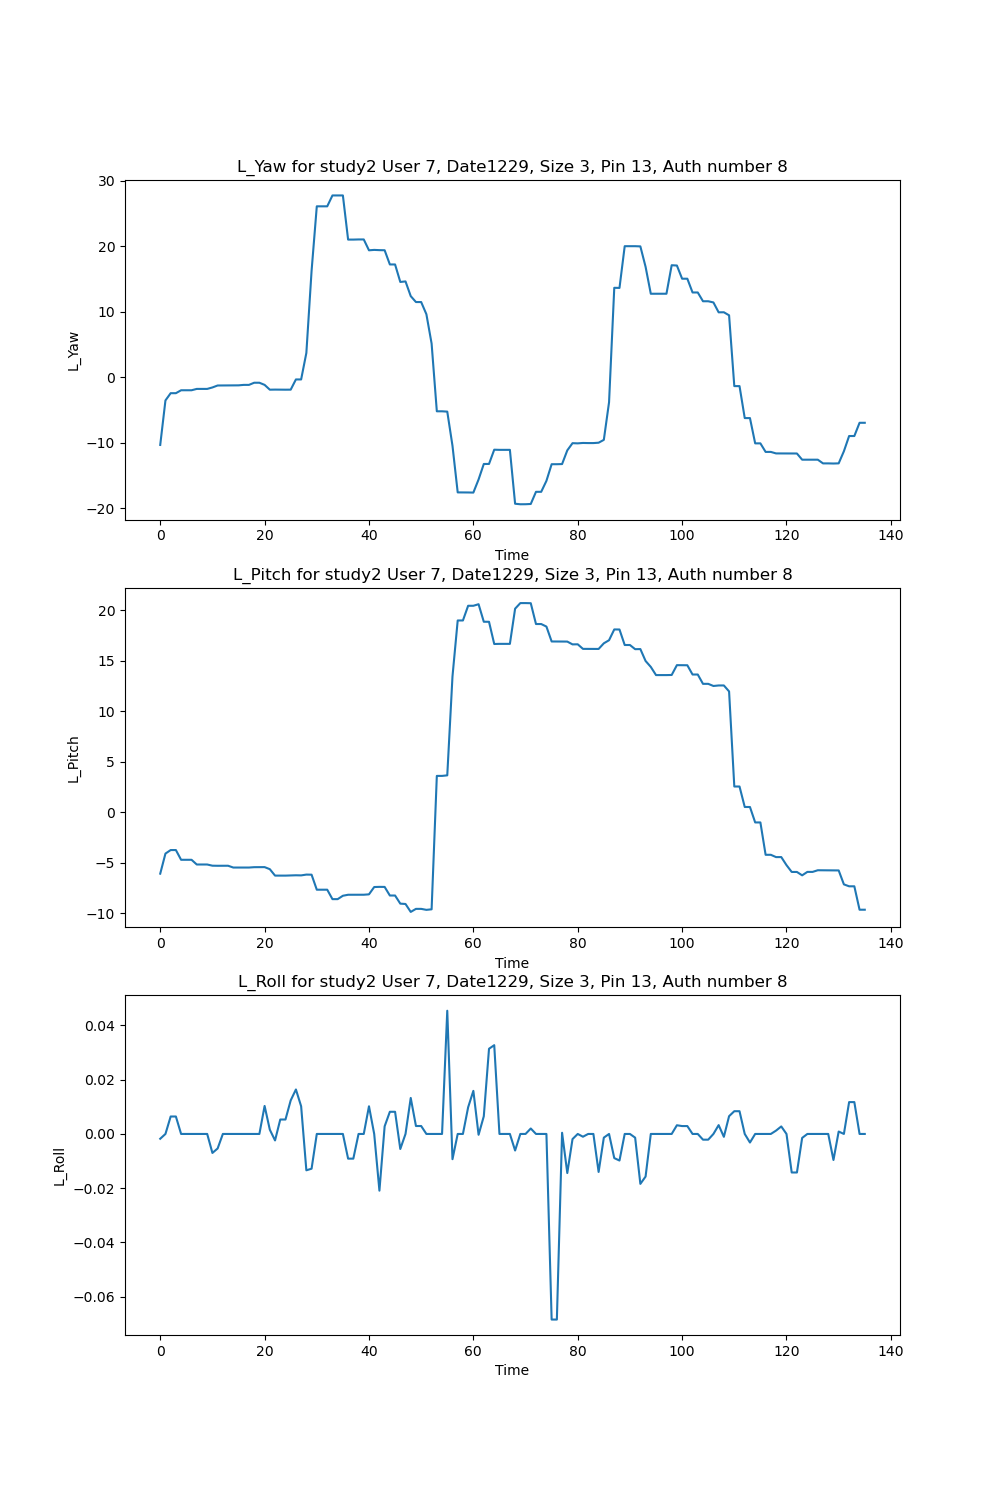 L_Yaw for study2 User 7, Date1229, Size 3, Pin 13, Auth number 8
30
20
10
0
−10
−20
L_Yaw
0 20 40 60 80 100 120 140
Time
L_Pitch for study2 User 7, Date1229, Size 3, Pin 13, Auth number 8
20
15
10
5
0
−5
−10
L_Pitch
0 20 40 60 80 100 120 140
Time
L_Roll for study2 User 7, Date1229, Size 3, Pin 13, Auth number 8
0.04
0.02
0.00
−0.02
−0.04
−0.06
L_Roll
0 20 40 60 80 100 120 140
Time